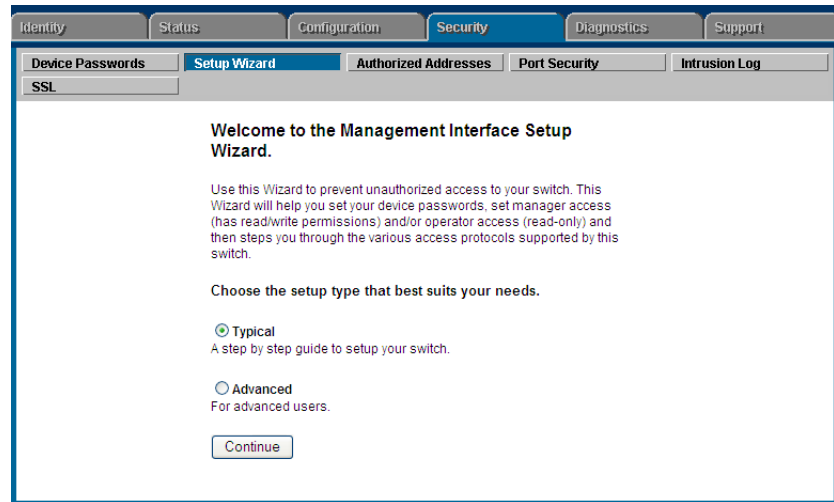 Identity Status Configuration Security Diagnostics Support
Device Passwords Setup Wizard Authorized Addresses Port Security Intrusion Log
SSL
Welcome to the Management Interface Setup
Wizard.
Use this Wizard to prevent unauthorized access to your switch. This
Wizard will help you set your device passwords, set manager access
(has read/write permissions) and/or operator access (read-only) and
then steps you through the various access protocols supported by this
switch.
Choose the setup type that best suits your needs.
Typical
A step by step guide to setup your switch.
Advanced
For advanced users.
Continue